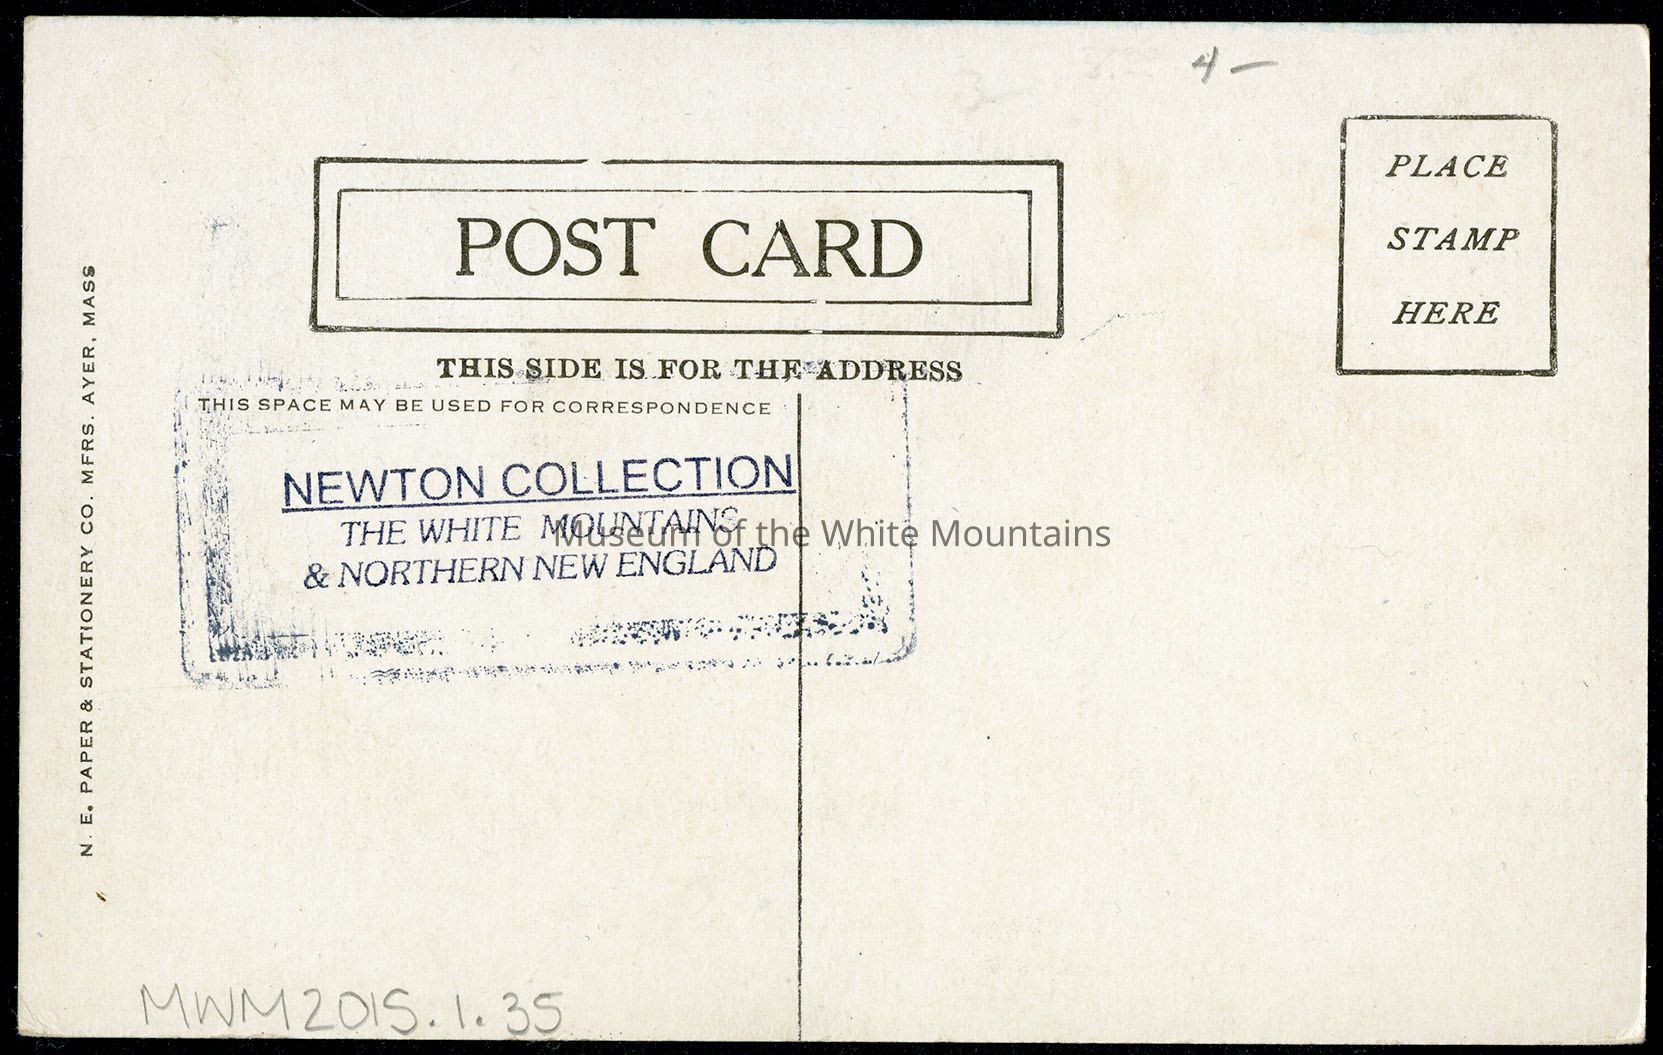 4 –
POST CARD
PLACE
STAMP
HERE
THIS SIDE IS FOR THE ADDRESS
THIS SPACE MAY BE USED FOR CORRESPONDENCE
N. E. PAPER & STATIONERY CO. MFRS. AYER, MASS
NEWTON COLLECTION
THE WHITE MOUNTAINS
& NORTHERN NEW ENGLAND
Museum of the White Mountains
MWM2015.1.35